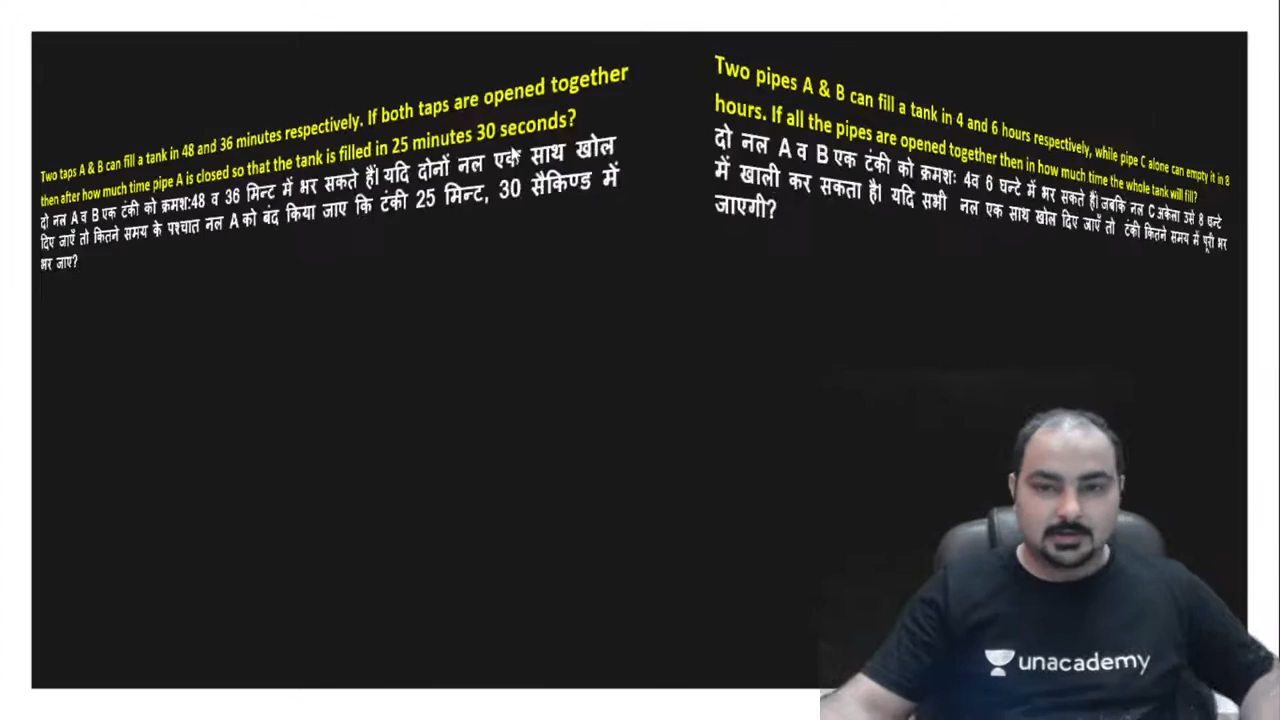 Two taps A & B can fill a tank in 48 and 36 minutes respectively. If both taps are opened together
then after how much time pipe A is closed so that the tank is filled in 25 minutes 30 seconds?
दो नल A व B एक टंकी को क्रमश:48 व 36 मिन्ट में भर सकते हैं। यदि दोनों नल एक साथ खोल
दिए जाएँ तो कितने समय के पश्चात नल A को बंद किया जाए कि टंकी 25 मिन्ट, 30 सैकिण्ड में
भर जाए?
Two pipes A & B can fill a tank in 4 and 6 hours respectively, while pipe C alone can empty it in 8
hours. If all the pipes are opened together then in how much time the whole tank will fill?
दो नल A व B एक टंकी को क्रमश: 4व 6 घन्टे में भर सकते हैं। जबकि नल C अकेला उसे 8 घन्टे
में खाली कर सकता है। यदि सभी नल एक साथ खोल दिए जाएँ तो टंकी कितने समय में पूरी भर
जाएगी?
unacademy